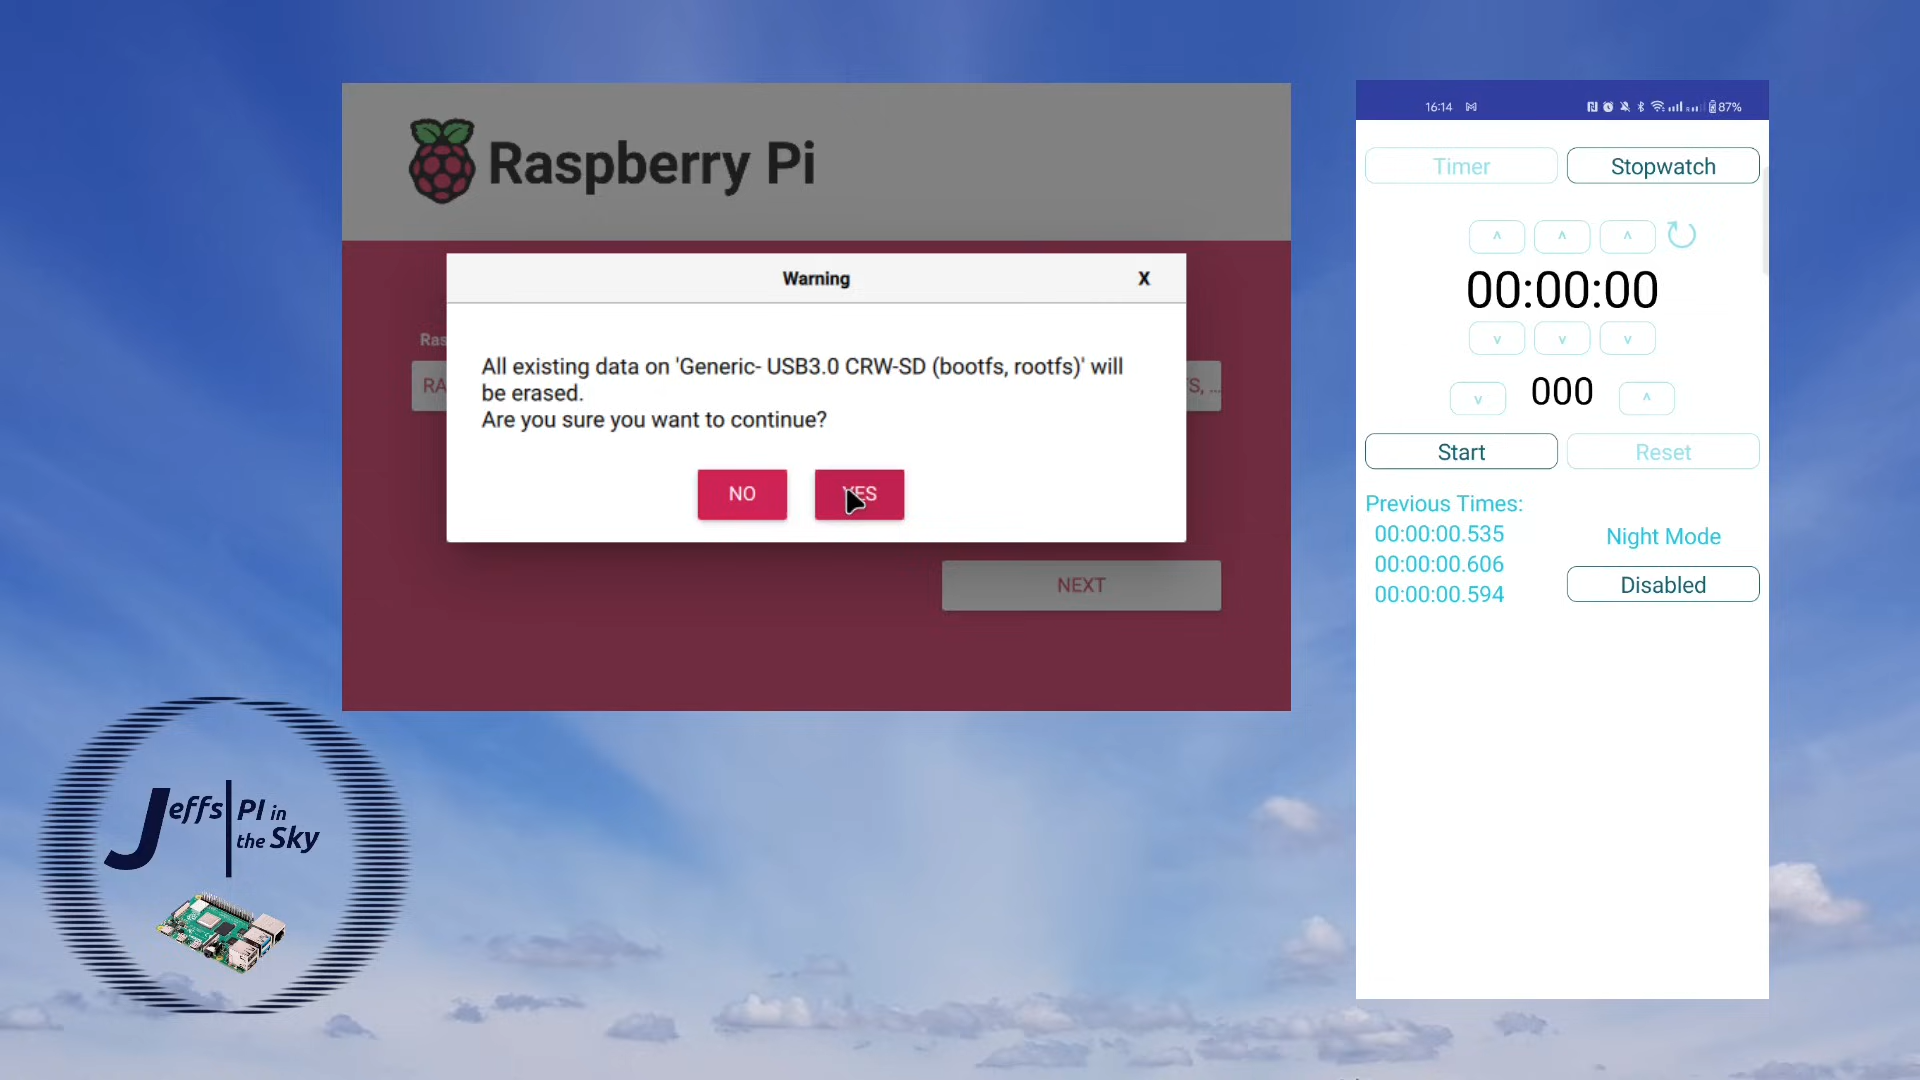 Raspberry Pi
Warning
X
All existing data on 'Generic- USB3.0 CRW-SD (bootfs, rootfs)' will
be erased.
Are you sure you want to continue?
NO
YES
NEXT
16:14
87%
Timer
Stopwatch
00:00:00
000
Start
Reset
Previous Times:
00:00:00.535
00:00:00.606
00:00:00.594
Night Mode
Disabled
Jeffs PI in
the Sky